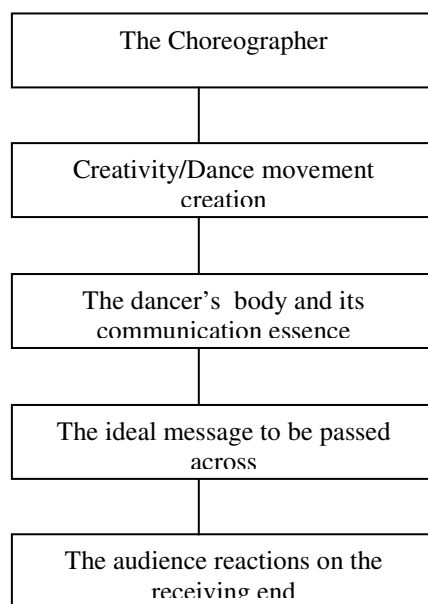 The Choreographer
Creativity/Dance movement
creation
The dancer's  body and its
communication essence
The ideal message to be passed
across
The audience reactions on the
receiving end